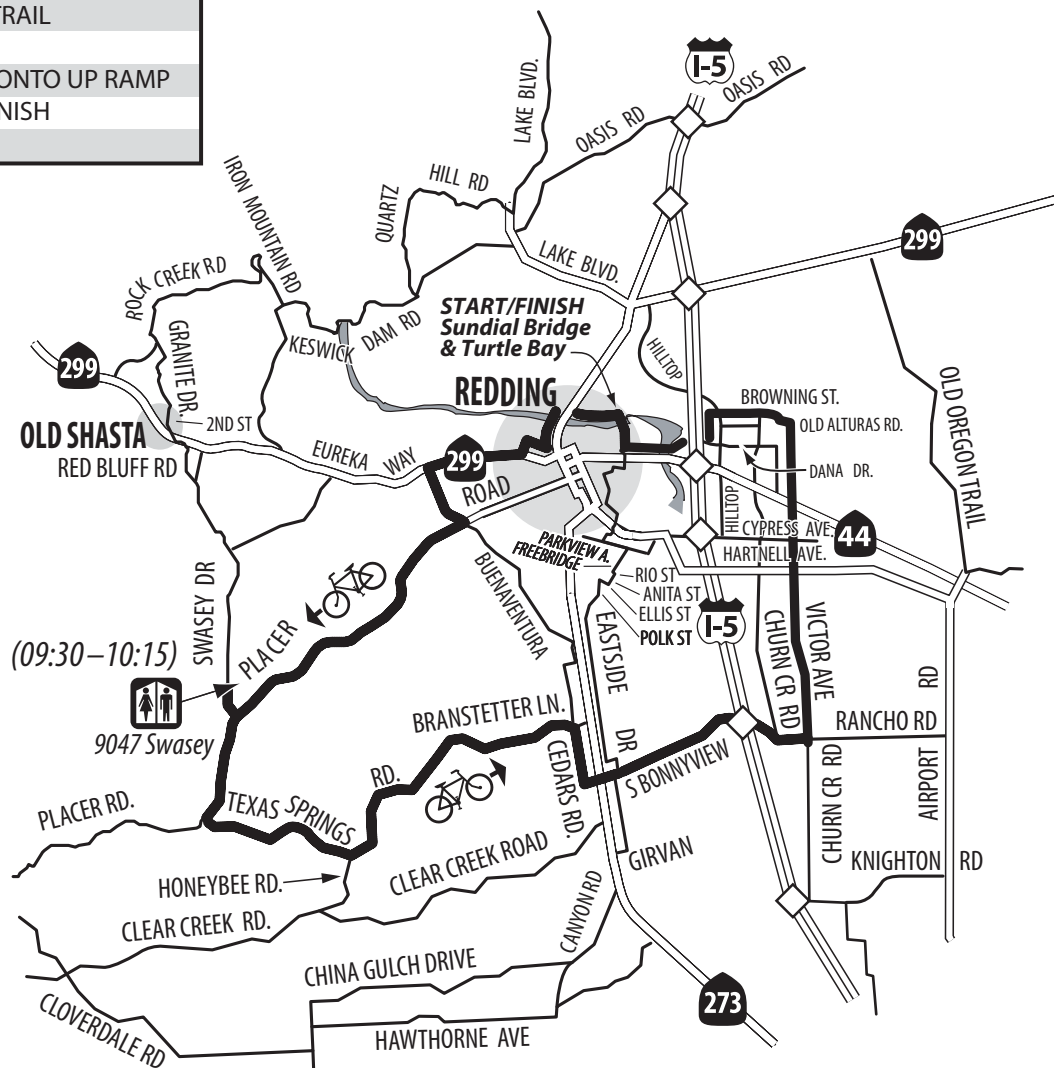 TRAIL
ONTO UP RAMP
NISH
I-5
OASIS RD
LAKE BLVD.
OASIS RD
IRON MOUNTAIN RD
HILL RD
QUARTZ
299
LAKE BLVD.
ROCK CREEK RD
START/FINISH
Sundial Bridge
& Turtle Bay
KESWICK DAM RD
GRANITE DR.
HILLTOP
299
REDDING
BROWNING ST.
OLD ALTURAS RD.
OLD OREGON TRAIL
2ND ST
OLD SHASTA
RED BLUFF RD
EUREKA WAY
299
DANA DR.
ROAD
HILLTOP
CYPRESS AVE.
44
HARTNELL AVE.
PARKVIEW A.
FREEBRIDGE
BUENAVENTURA
RIO ST
ANITA ST
ELLIS ST
POLK ST
I-5
SWASEY DR
PLACER
EASTSIDE DR
CHURN CR RD
VICTOR AVE
(09:30–10:15)
9047 Swasey
BRANSTETTER LN.
RANCHO RD
AIRPORT RD
CEDARS RD.
S BONNYVIEW
CHURN CR RD
PLACER RD.
TEXAS SPRINGS RD.
GIRVAN
KNIGHTON RD
CLEAR CREEK ROAD
HONEYBEE RD.
CLEAR CREEK RD.
CANYON RD
CHINA GULCH DRIVE
273
CLOVERDALE RD
HAWTHORNE AVE